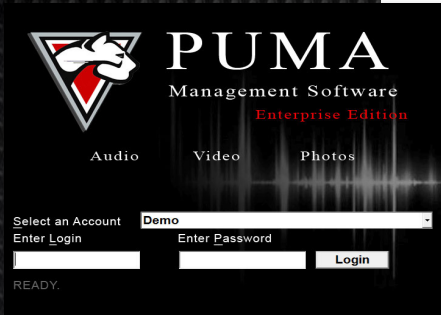 PUMA
Management Software
Enterprise Edition
Audio Video Photos
Select an Account Demo
Enter Login Enter Password
Login
READY.